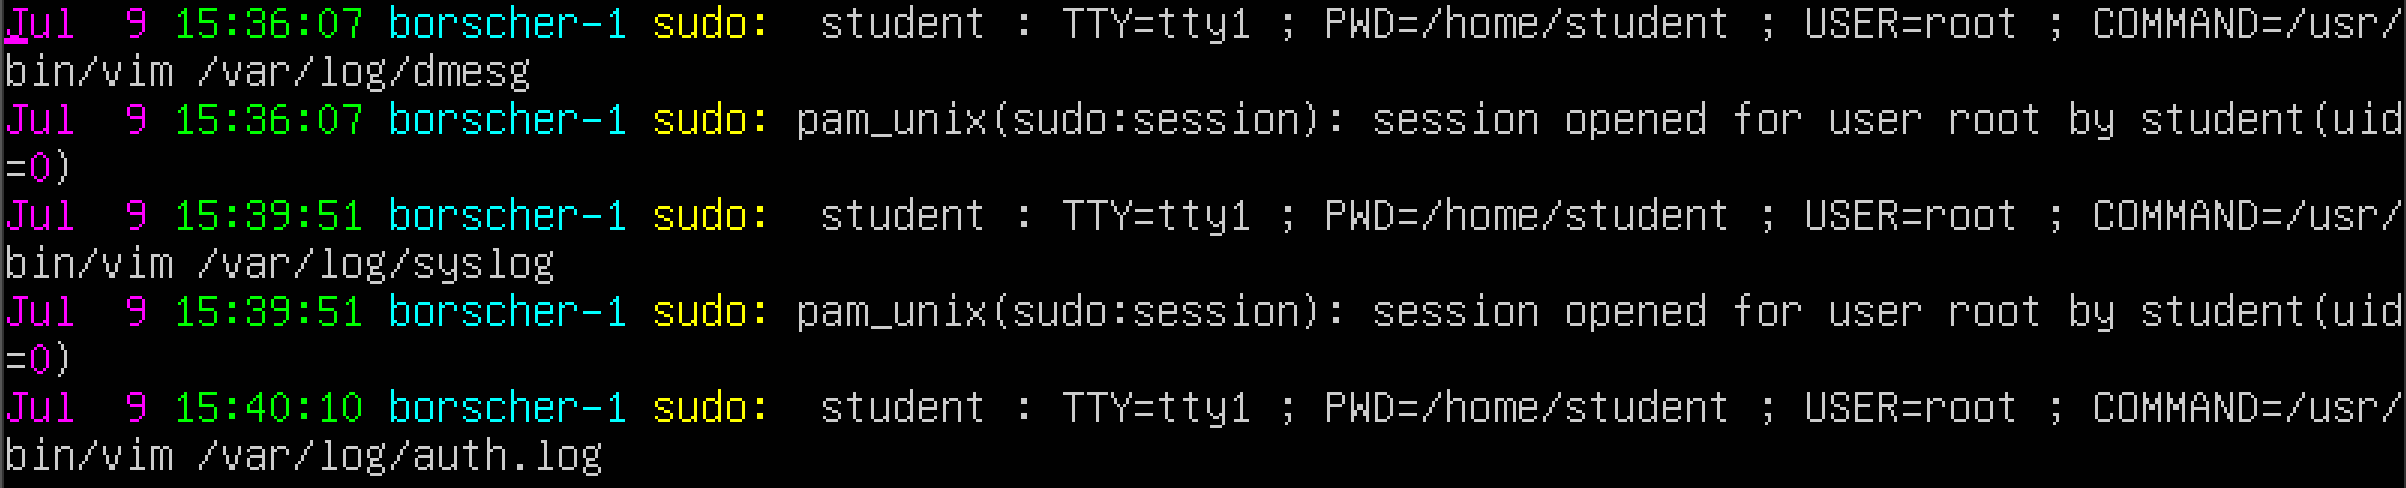 Jul  9 15:36:07 borscher-1 sudo:  student : TTY=tty1 ; PWD=/home/student ; USER=root ; COMMAND=/usr/
bin/vim /var/log/dmesg
Jul  9 15:36:07 borscher-1 sudo: pam_unix(sudo:session): session opened for user root by student(uid
=0)
Jul  9 15:39:51 borscher-1 sudo:  student : TTY=tty1 ; PWD=/home/student ; USER=root ; COMMAND=/usr/
bin/vim /var/log/syslog
Jul  9 15:39:51 borscher-1 sudo: pam_unix(sudo:session): session opened for user root by student(uid
=0)
Jul  9 15:40:10 borscher-1 sudo:  student : TTY=tty1 ; PWD=/home/student ; USER=root ; COMMAND=/usr/
bin/vim /var/log/auth.log